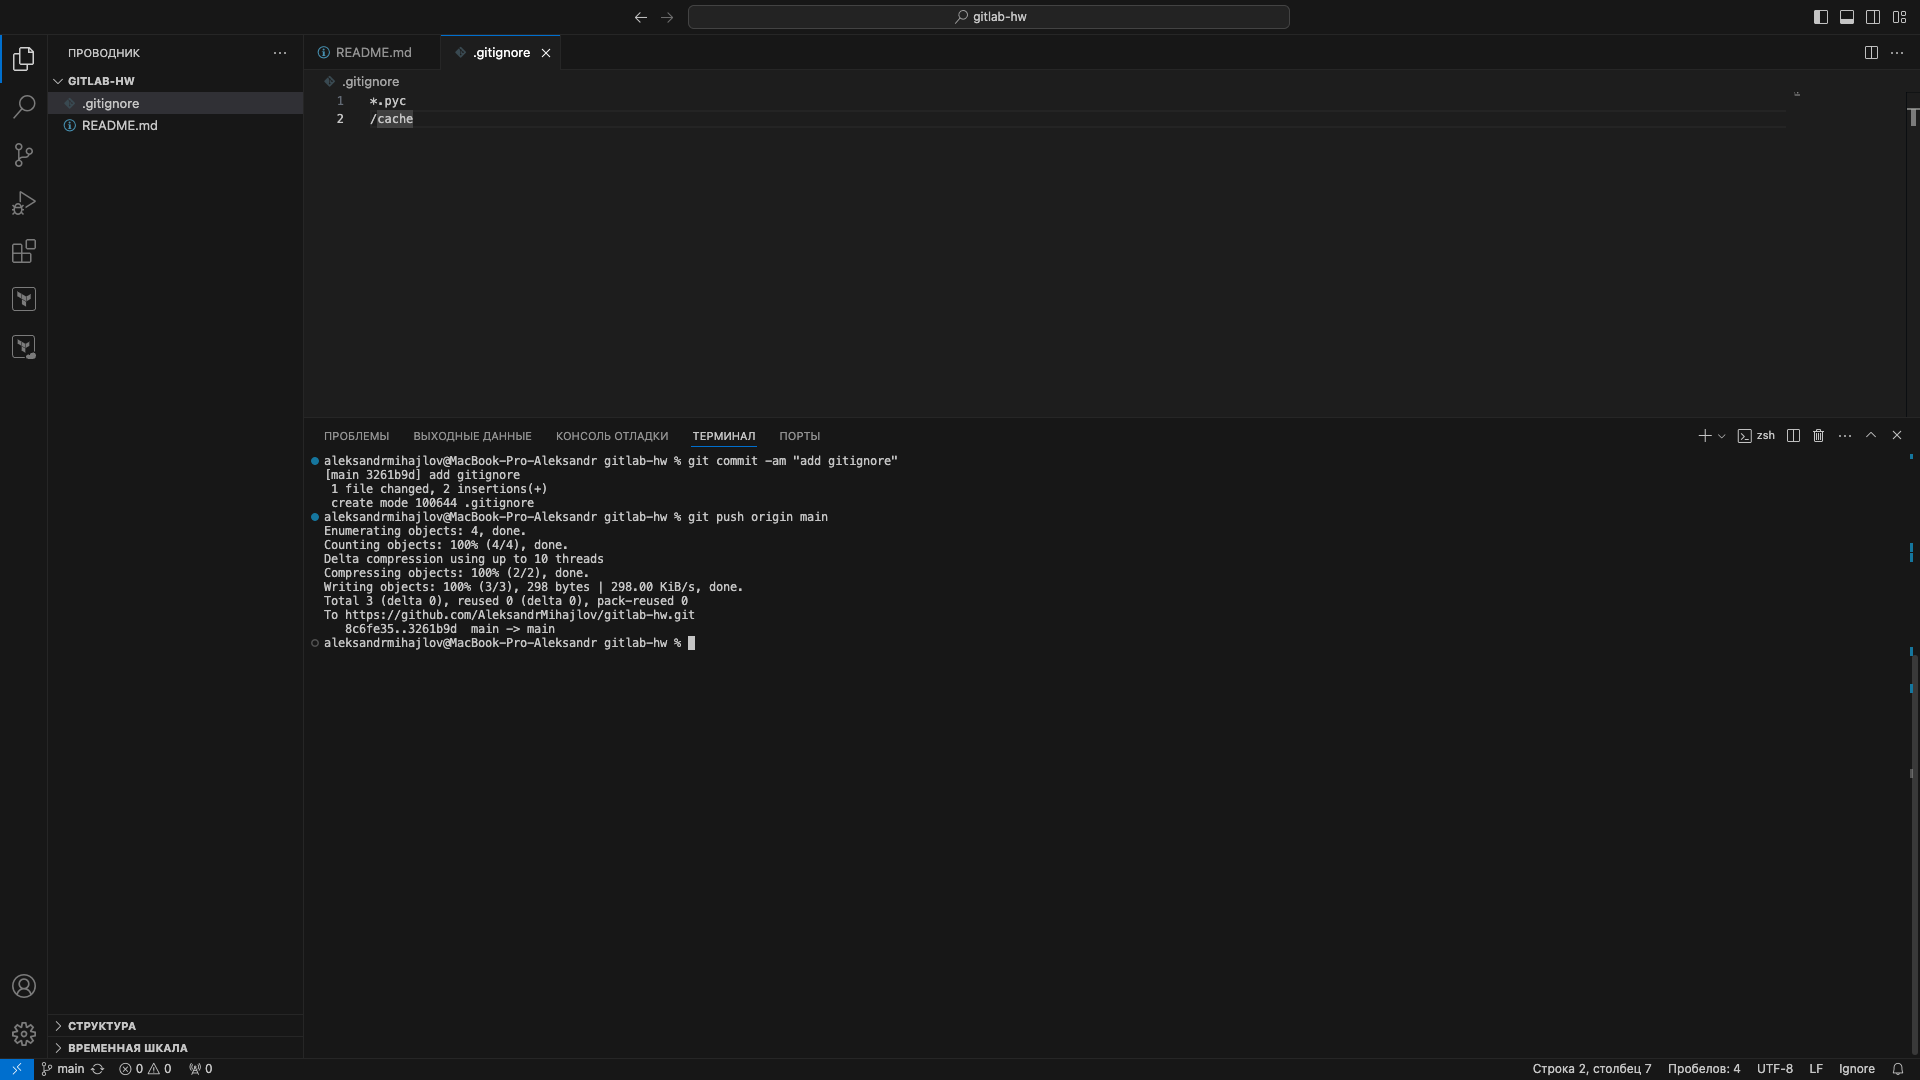 gitlab-hw
ПРОВОДНИК
GITLAB-HW
.gitignore
README.md
README.md
.gitignore
.gitignore
1 *.pyc
2 /cache
ПРОБЛЕМЫ ВЫХОДНЫЕ ДАННЫЕ КОНСОЛЬ ОТЛАДКИ ТЕРМИНАЛ ПОРТЫ
zsh
aleksandrmihajlov@MacBook-Pro-Aleksandr gitlab-hw % git commit -am "add gitignore"
[main 3261b9d] add gitignore
1 file changed, 2 insertions(+)
create mode 100644 .gitignore
aleksandrmihajlov@MacBook-Pro-Aleksandr gitlab-hw % git push origin main
Enumerating objects: 4, done.
Counting objects: 100% (4/4), done.
Delta compression using up to 10 threads
Compressing objects: 100% (2/2), done.
Writing objects: 100% (3/3), 298 bytes | 298.00 KiB/s, done.
Total 3 (delta 0), reused 0 (delta 0), pack-reused 0
To https://github.com/AleksandrMihajlov/gitlab-hw.git
8c6fe35..3261b9d  main -> main
aleksandrmihajlov@MacBook-Pro-Aleksandr gitlab-hw %
СТРУКТУРА
ВРЕМЕННАЯ ШКАЛА
main 0 0 0
Строка 2, столбец 7 Пробелов: 4 UTF-8 LF Ignore